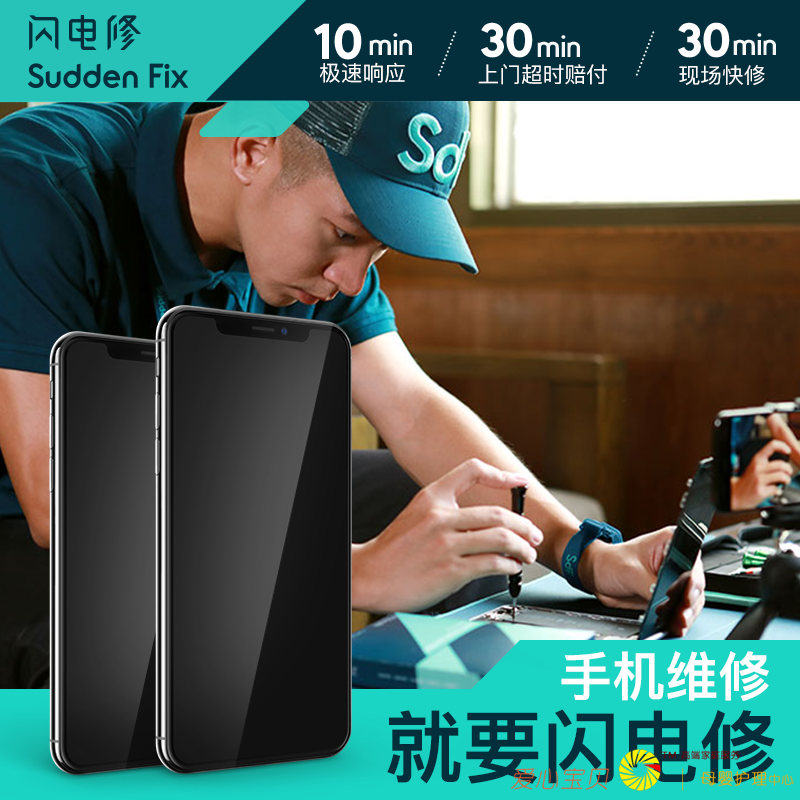 闪电修
Sudden Fix
10 min
极速响应
30 min
上门超时赔付
30 min
现场快修
Sd
手机维修
就要闪电修
爱心宝贝
母婴护理中心